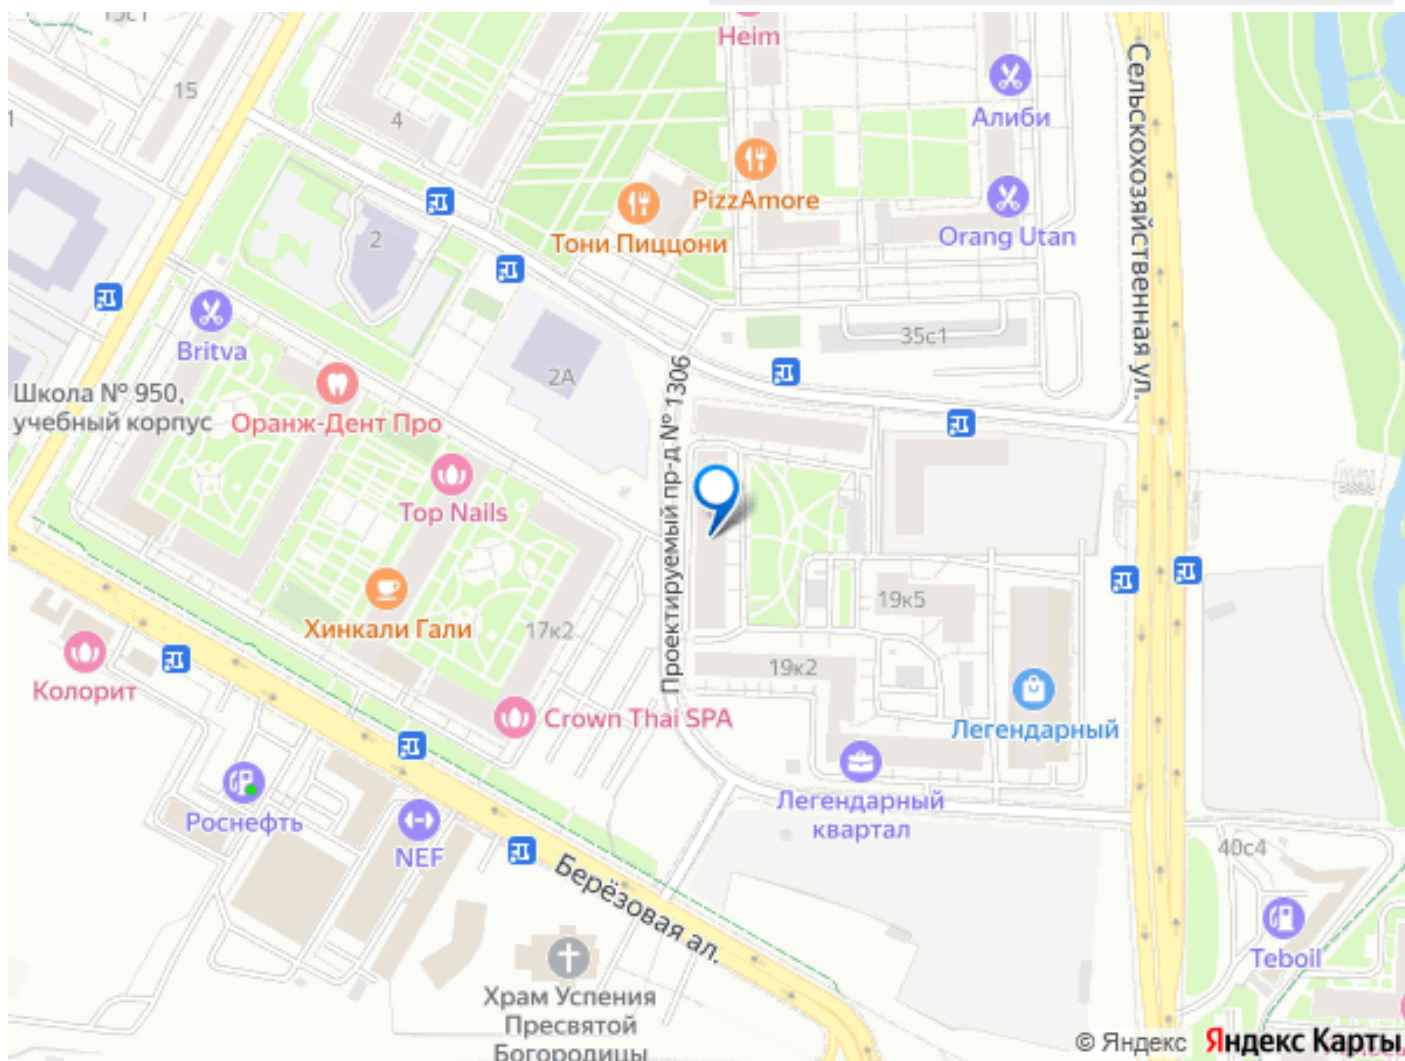 Heim
15
4
Алиби
PizzAmore
Тони Пиццони
Orang Utan
2
Сельскохозяйственная ул.
Britva
35с1
2А
Школа № 950,
учебный корпус
Оранж-Дент Про
Проектируемый пр-д № 1306
Top Nails
Хинкали Гали
17к2
19к5
19к2
Колорит
Crown Thai SPA
Легендарный
Легендарный
квартал
Роснефть
NEF
40с4
Берёзовая ал.
Teboil
Храм Успения
Пресвятой
Богородицы
© Яндекс Яндекс Карты